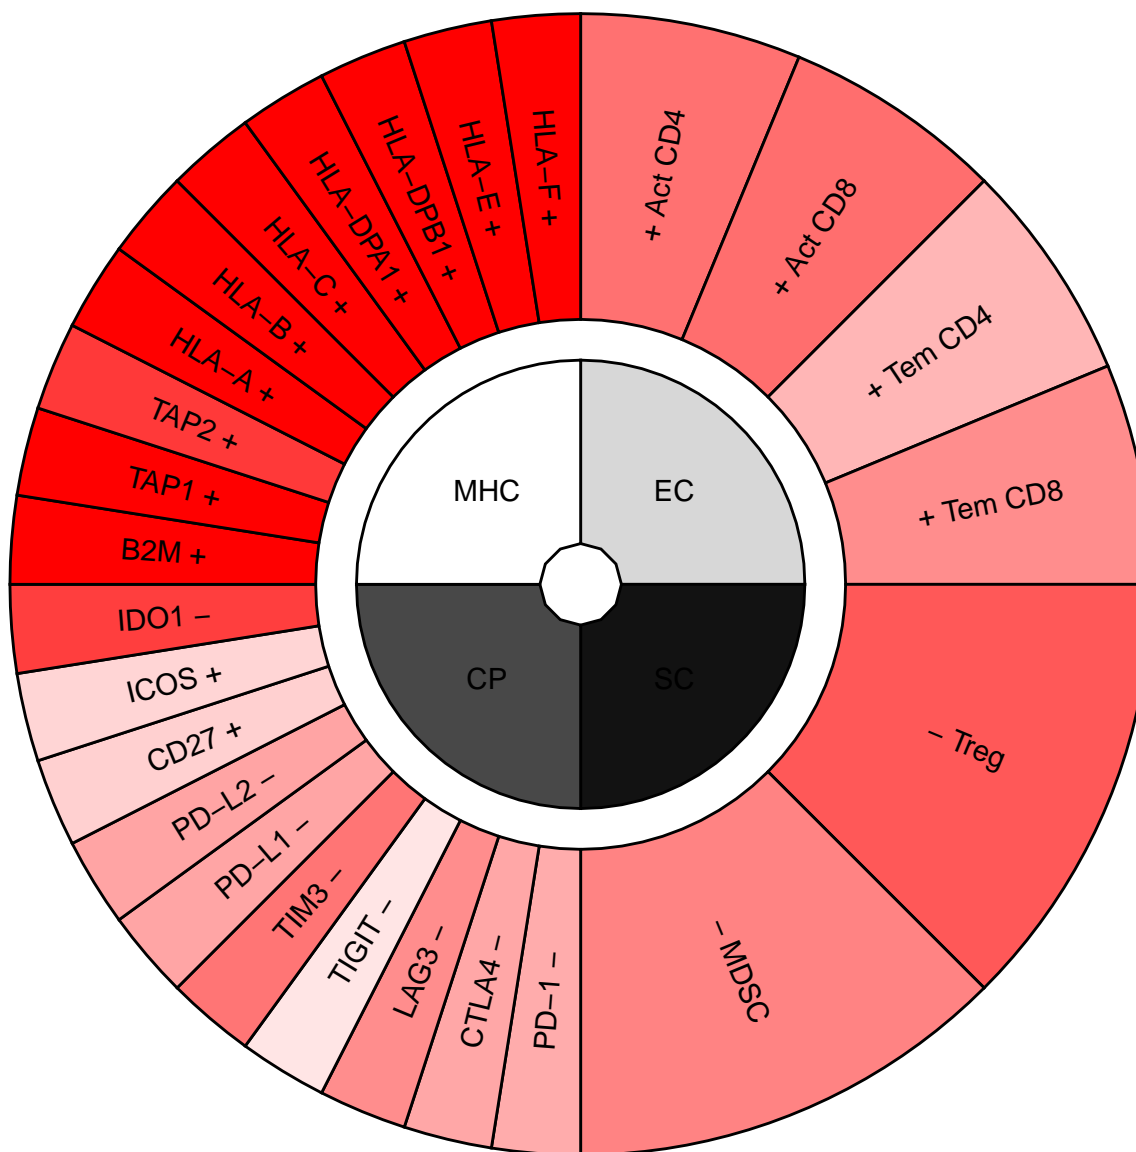 HLA–F +
HLA–E +
HLA–DPB1 +
HLA–DPA1 +
HLA–C +
HLA–B +
HLA–A +
TAP2 +
TAP1 +
B2M +
+ Act CD4
+ Act CD8
+ Tem CD4
+ Tem CD8
MHC
EC
CP
SC
IDO1 –
ICOS +
CD27 +
PD–L2 –
PD–L1 –
TIM3 –
TIGIT –
LAG3 –
CTLA4 –
PD–1 –
– Treg
– MDSC